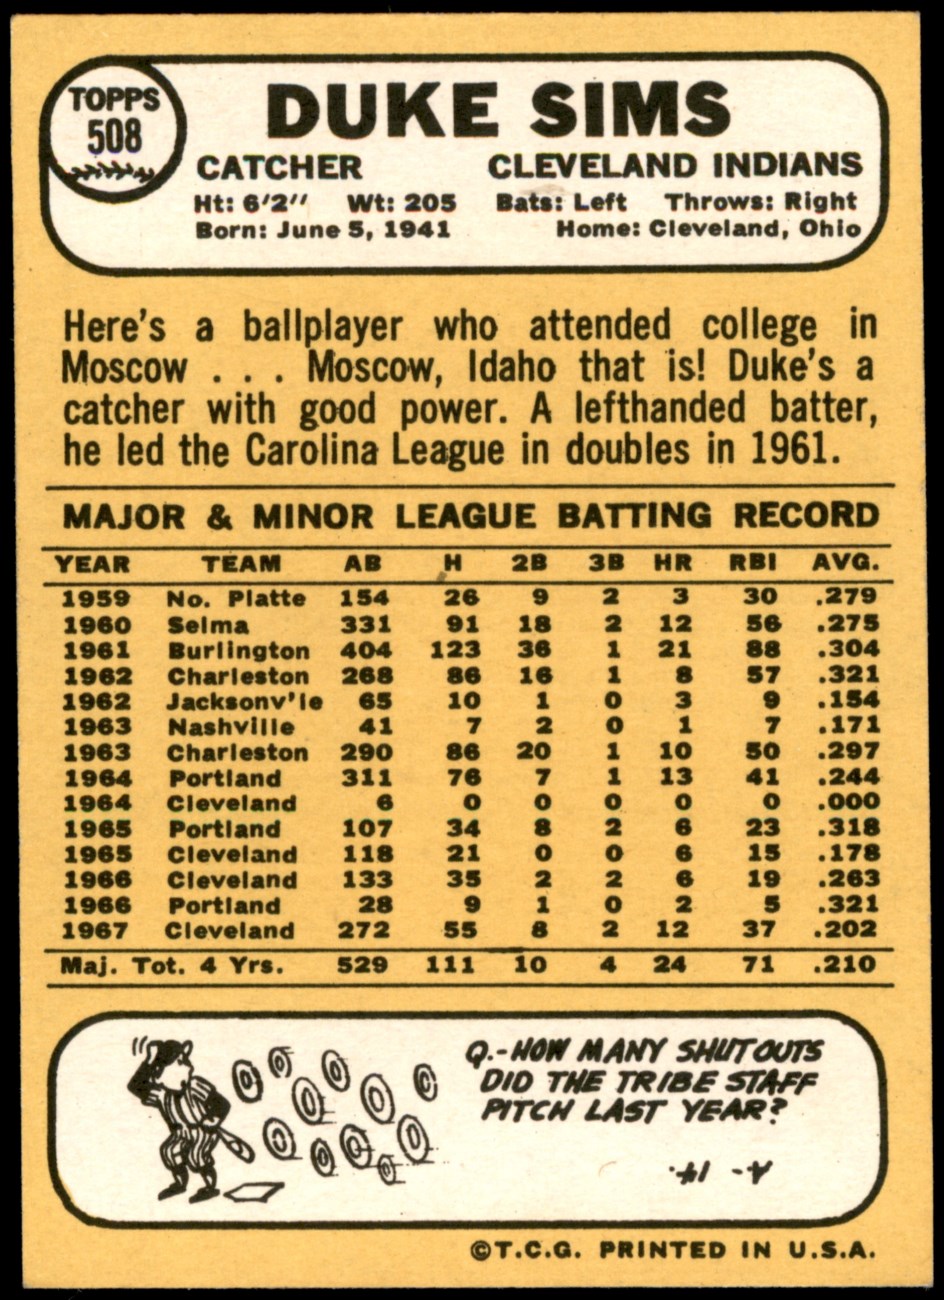 TOPPS
508
DUKE SIMS
CATCHER CLEVELAND INDIANS
Ht: 6'2" Wt: 205 Bats: Left Throws: Right
Born: June 5, 1941 Home: Cleveland, Ohio
Here's a ballplayer who attended college in
Moscow . . . Moscow, Idaho that is! Duke's a
catcher with good power. A lefthanded batter,
he led the Carolina League in doubles in 1961.
MAJOR & MINOR LEAGUE BATTING RECORD
YEAR TEAM AB H 2B 3B HR RBI AVG.
1959 No. Platte 154 26 9 2 3 30 .279
1960 Selma 331 91 18 2 12 56 .275
1961 Burlington 404 123 36 1 21 88 .304
1962 Charleston 268 86 16 1 8 57 .321
1962 Jacksonv'le 65 10 1 0 3 9 .154
1963 Nashville 41 7 2 0 1 7 .171
1963 Charleston 290 86 20 1 10 50 .297
1964 Portland 311 76 7 1 13 41 .244
1964 Cleveland 6 0 0 0 0 0 .000
1965 Portland 107 34 8 2 6 23 .318
1965 Cleveland 118 21 0 0 6 15 .178
1966 Cleveland 133 35 2 2 6 19 .263
1966 Portland 28 9 1 0 2 5 .321
1967 Cleveland 272 55 8 2 12 37 .202
Maj. Tot. 4 Yrs. 529 111 10 4 24 71 .210
Q.-HOW MANY SHUTOUTS
DID THE TRIBE STAFF
PITCH LAST YEAR?
A- 14.
©T.C.G. PRINTED IN U.S.A.